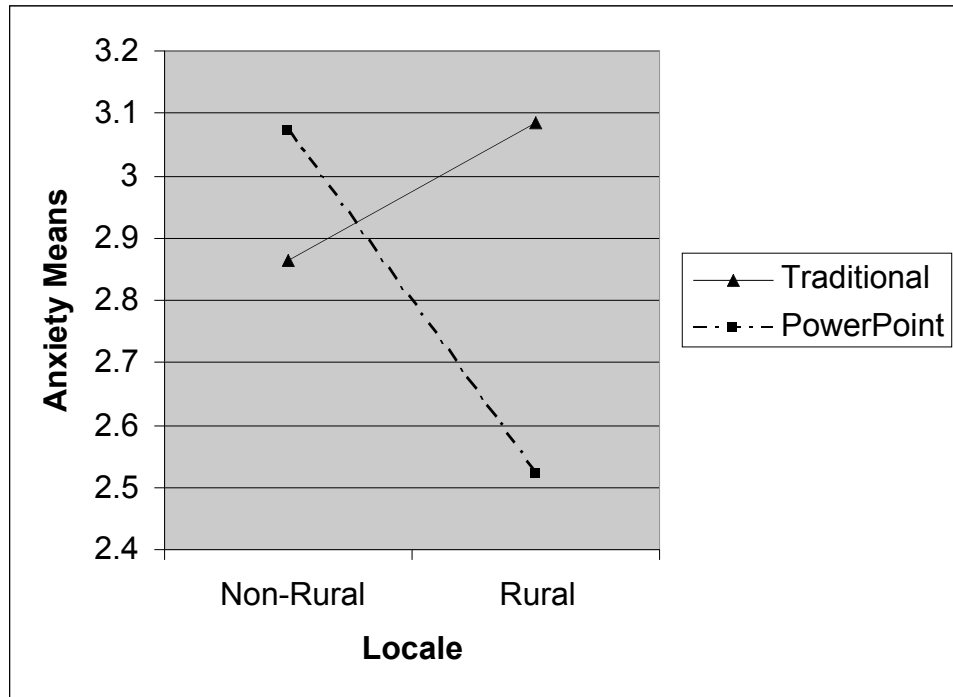 3.2
3.1
3
2.9
2.8
2.7
2.6
2.5
2.4
Anxiety Means
Non-Rural Rural
Locale
Traditional
PowerPoint